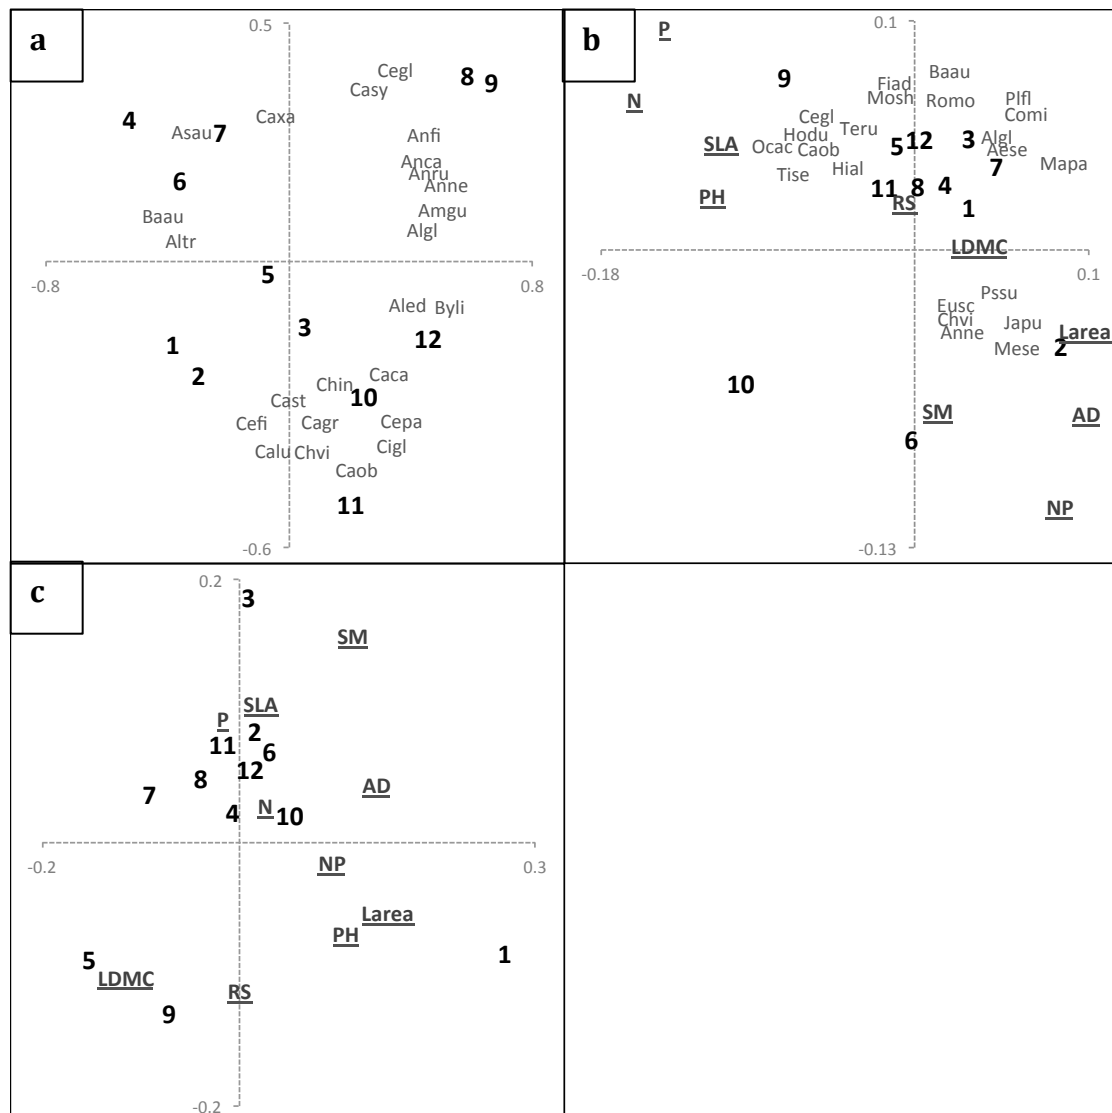 a
0.5
Cegl
8
9
Casy
4
Caxa
Asau
7
Anfi
Anca
Anru
6
Anne
Amgu
Baau
Algl
Altr
-0.8
0.8
5
Aled
Byli
3
12
1
2
Caca
Chin
10
Cast
Cefi
Cagr
Cepa
Calu
Chvi
Cigl
Caob
11
-0.6
b
0.1
P
9
Baau
Fiad
N
Mosh
Romo
Plfl
Comi
Cegl
Teru
Hodu
SLA
Ocac
Caob
5
12
3
Algl
Aese
Hial
Tise
7
Mapa
PH
11
8
4
RS
1
LDMC
-0.18
0.1
Pssu
Eusc
Chvi
Japu
Anne
Larea
Mese
2
10
SM
AD
6
NP
-0.13
c
0.2
3
SM
SLA
P
2
11
6
12
8
7
AD
N
4
10
-0.2
0.3
NP
Larea
PH
1
5
LDMC
RS
9
-0.2